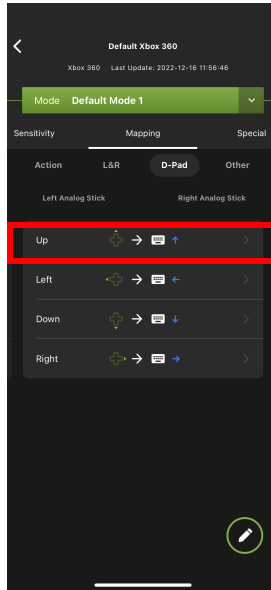 Default Xbox 360
Xbox 360 Last Update: 2022-12-16 11:56:46
Mode Default Mode 1
Sensitivity Mapping Special
Action L&R D-Pad Other
Left Analog Stick Right Analog Stick
Up
Left
Down
Right